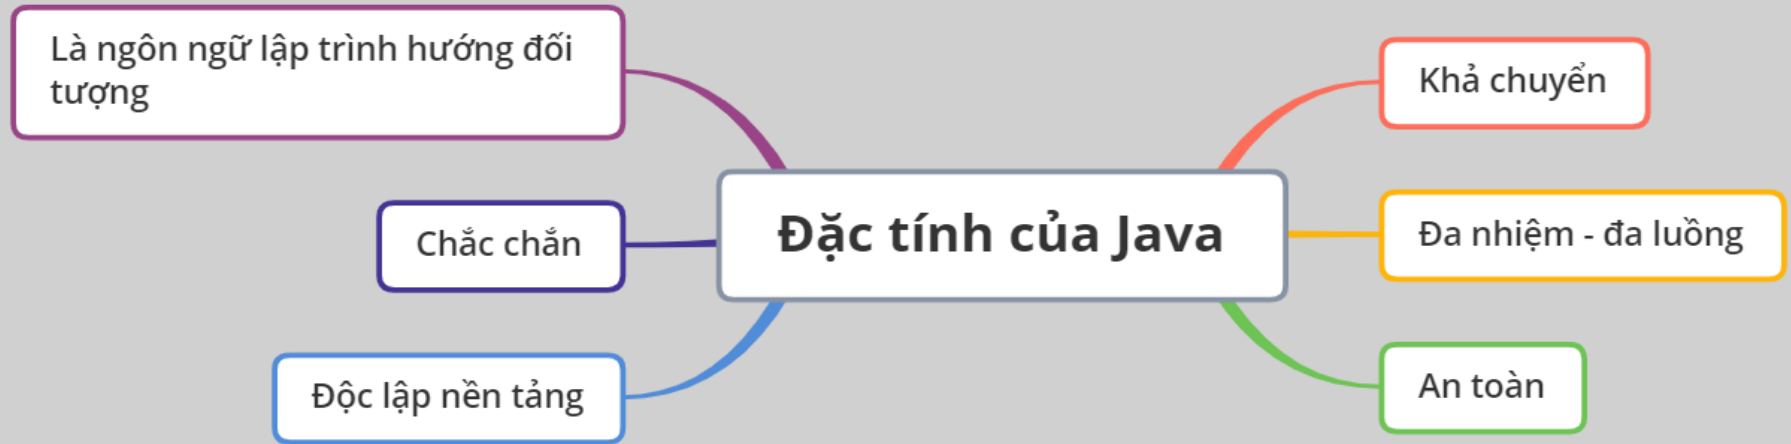 Là ngôn ngữ lập trình hướng đối
tượng
Chắc chắn
Độc lập nền tảng
Đặc tính của Java
Khả chuyển
Đa nhiệm - đa luồng
An toàn